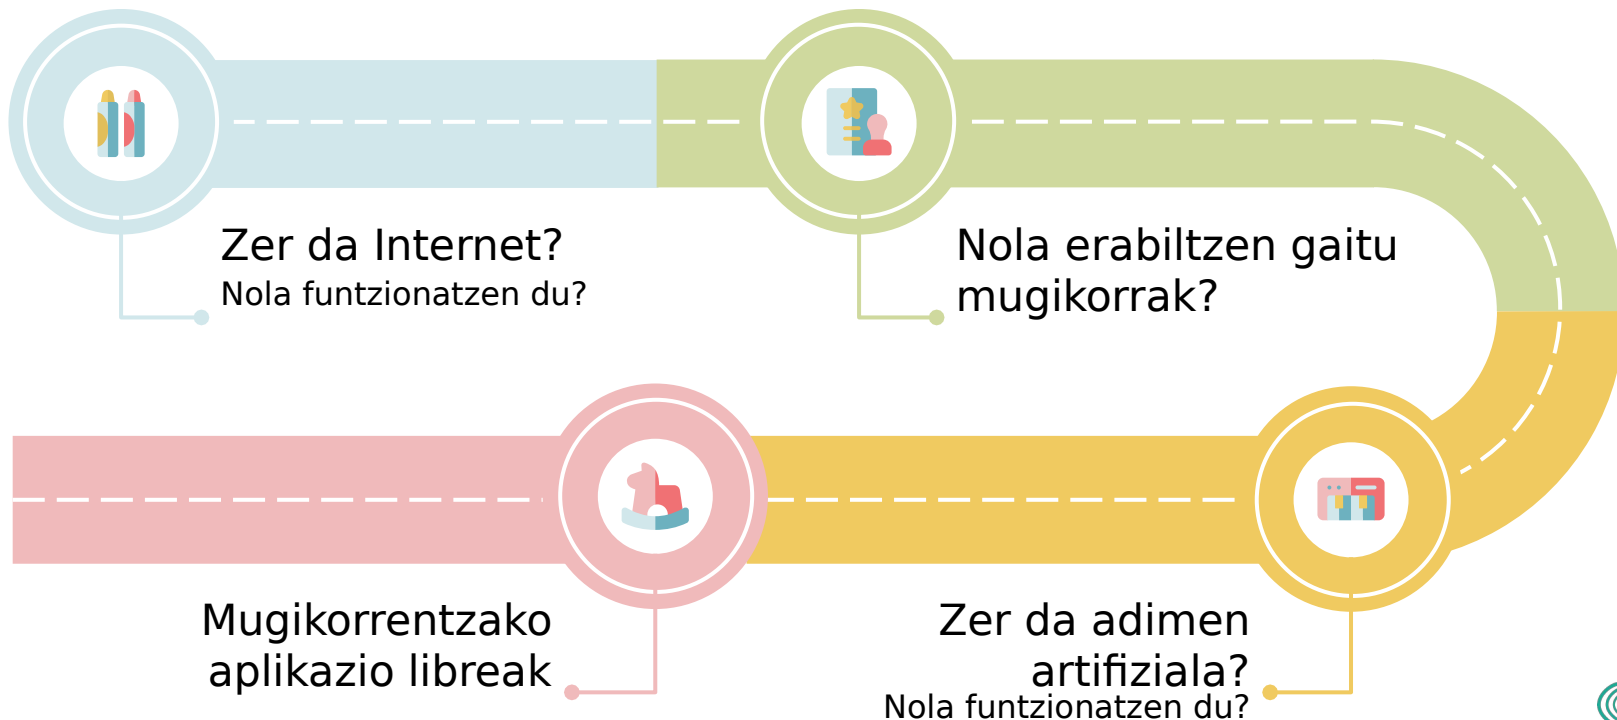 Zer da Internet?
Nola funtzionatzen du?
Nola erabiltzen gaitu
mugikorrak?
Zer da adimen
artifiziala?
Nola funtzionatzen du?
Mugikorrentzako
aplikazio libreak